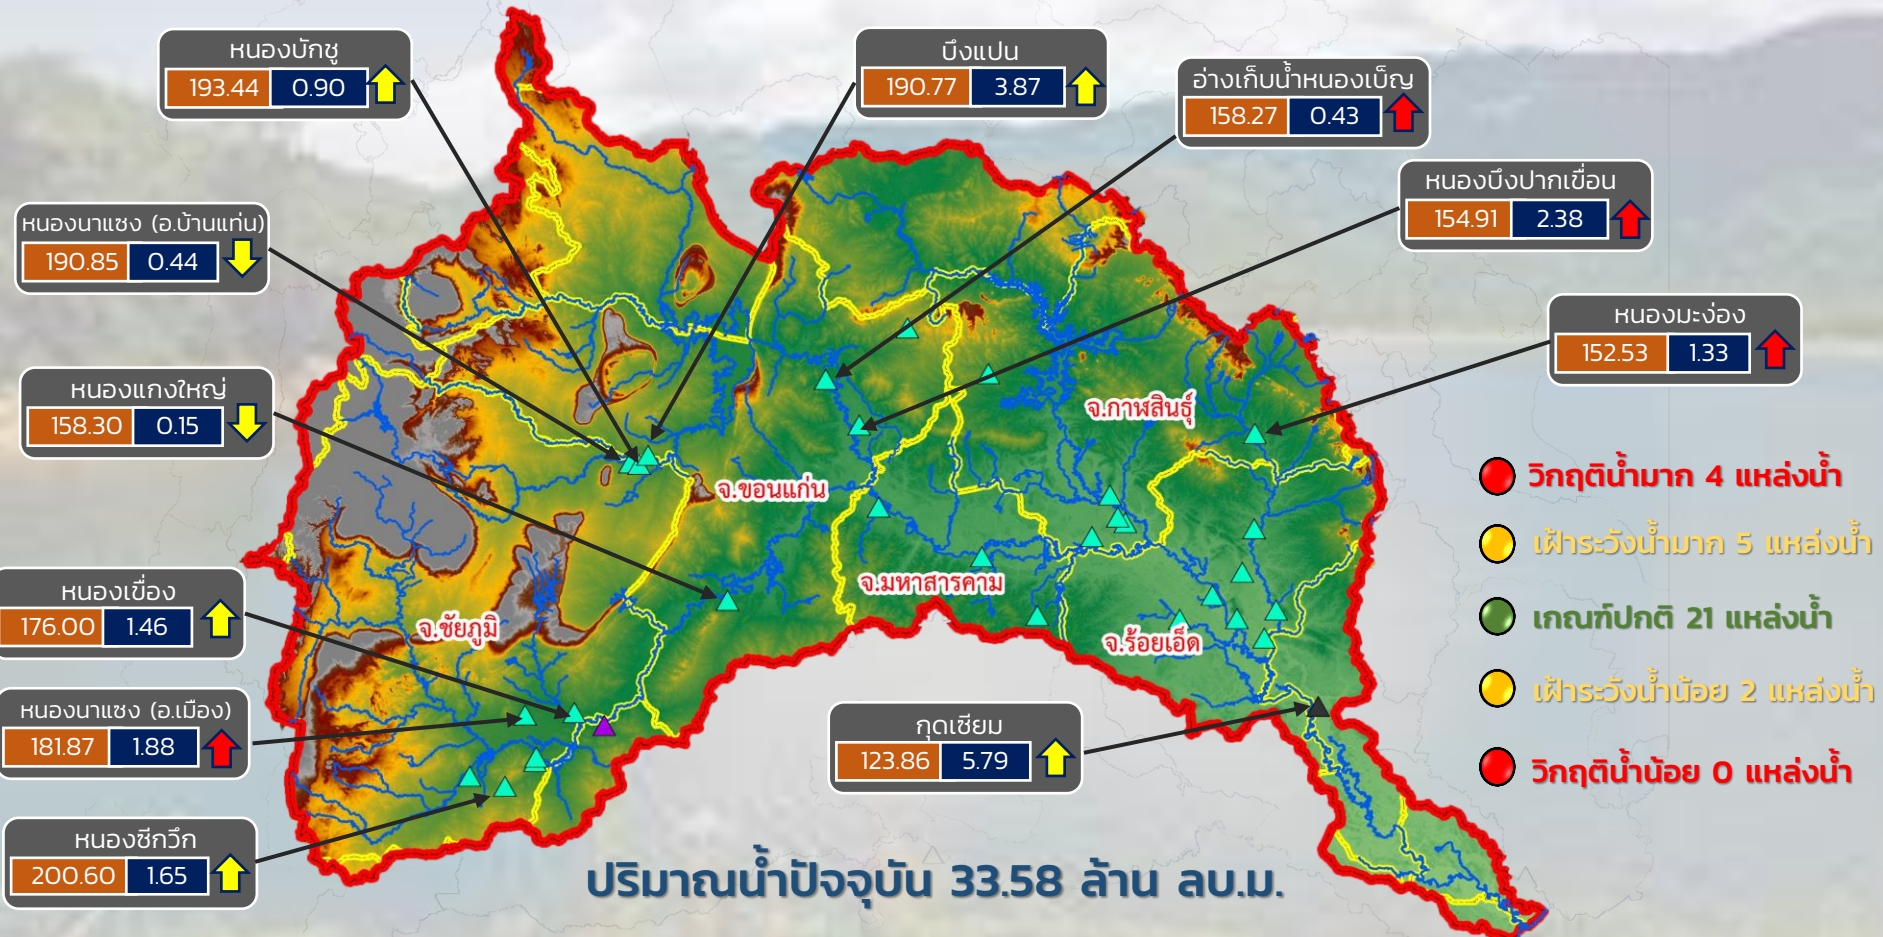 หนองบักชู
193.44 0.90
บึงแปน
190.77 3.87
อ่างเก็บน้ำหนองเบ็ญ
158.27 0.43
หนองบึงปากเขื่อน
154.91 2.38
หนองนาแซง (อ.บ้านแท่น)
190.85 0.44
หนองมะง่อง
152.53 1.33
หนองแกงใหญ่
158.30 0.15
จ.กาฬสินธุ์
จ.ขอนแก่น
จ.มหาสารคาม
จ.ชัยภูมิ
จ.ร้อยเอ็ด
หนองเขื่อง
176.00 1.46
หนองนาแซง (อ.เมือง)
181.87 1.88
กุดเซียม
123.86 5.79
หนองซีกวึก
200.60 1.65
วิกฤติน้ำมาก 4 แหล่งน้ำ
เฝ้าระวังน้ำมาก 5 แหล่งน้ำ
เกณฑ์ปกติ 21 แหล่งน้ำ
เฝ้าระวังน้ำน้อย 2 แหล่งน้ำ
วิกฤติน้ำน้อย 0 แหล่งน้ำ
ปริมาณน้ำปัจจุบัน 33.58 ล้าน ลบ.ม.